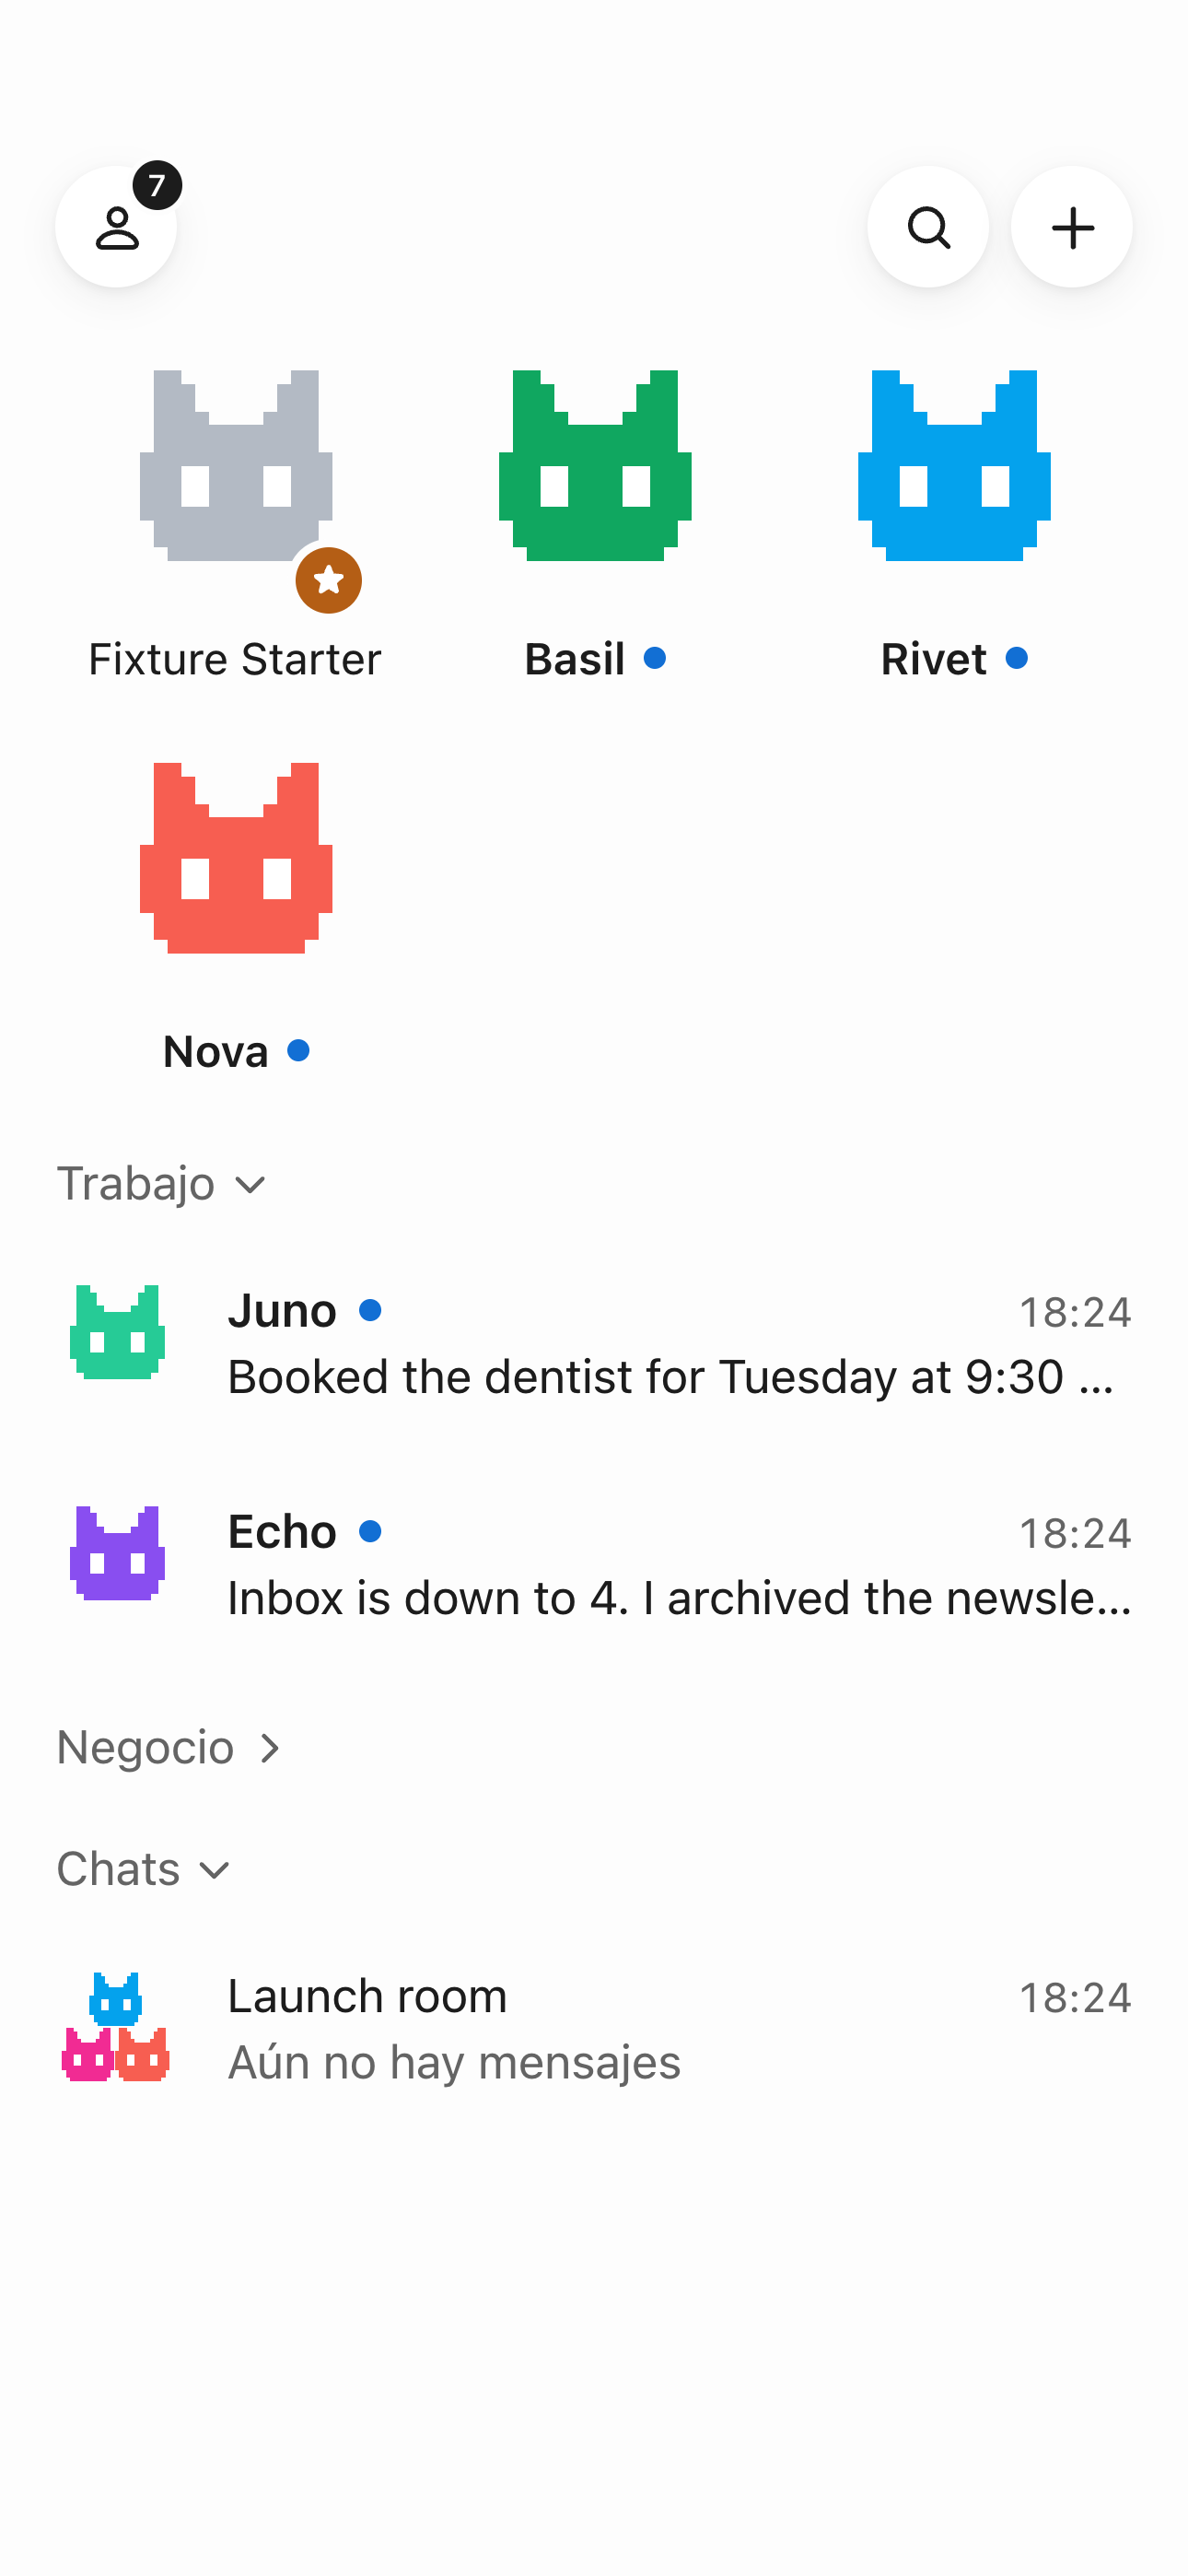 7
Fixture Starter
Basil
Rivet
Nova
Trabajo
Juno
18:24
Booked the dentist for Tuesday at 9:30 ...
Echo
18:24
Inbox is down to 4. I archived the newsle...
Negocio
Chats
Launch room
18:24
Aún no hay mensajes